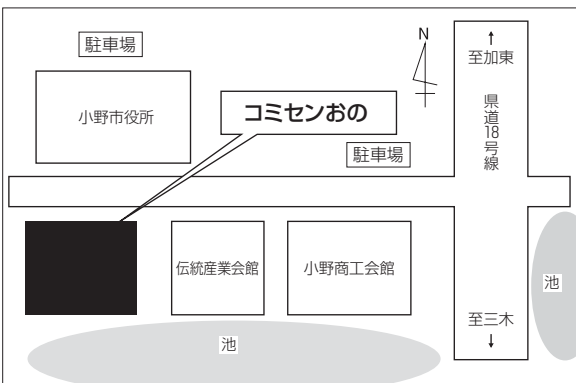 駐車場
N
↑
至加東
小野市役所
コミセンおの
県道18号線
駐車場
伝統産業会館
小野商工会館
池
至三木
↓
池